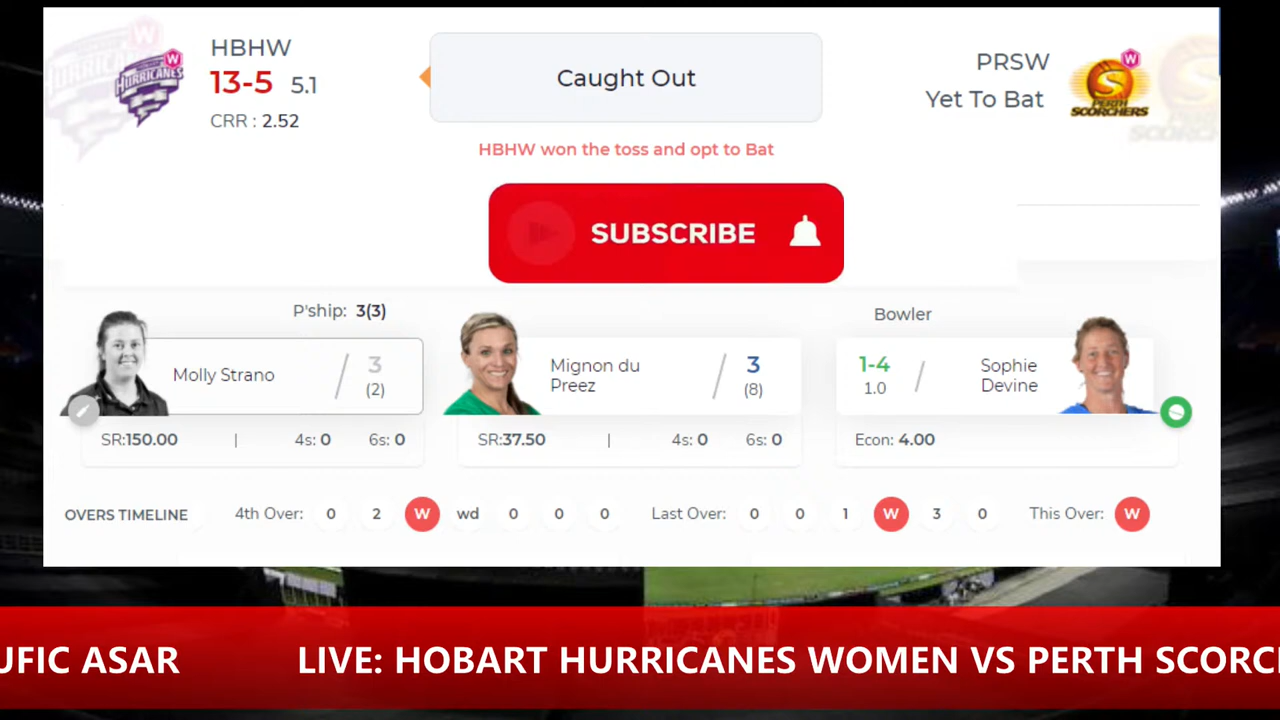 HBHW
13-5 5.1
CRR : 2.52
HURRICANES
W
Caught Out
HBHW won the toss and opt to Bat
PRSW
Yet To Bat
W
PERTH
SCORCHERS
SUBSCRIBE
P'ship: 3(3)
Bowler
Molly Strano / 3
(2)
Mignon du
Preez / 3
(8)
1-4
1.0 / Sophie
Devine
SR:150.00 | 4s: 0 6s: 0
SR:37.50 | 4s: 0 6s: 0
Econ: 4.00
OVERS TIMELINE 4th Over: 0 2 W wd 0 0 0 Last Over: 0 0 1 W 3 0 This Over: W
UFIC ASAR LIVE: HOBART HURRICANES WOMEN VS PERTH SCORC